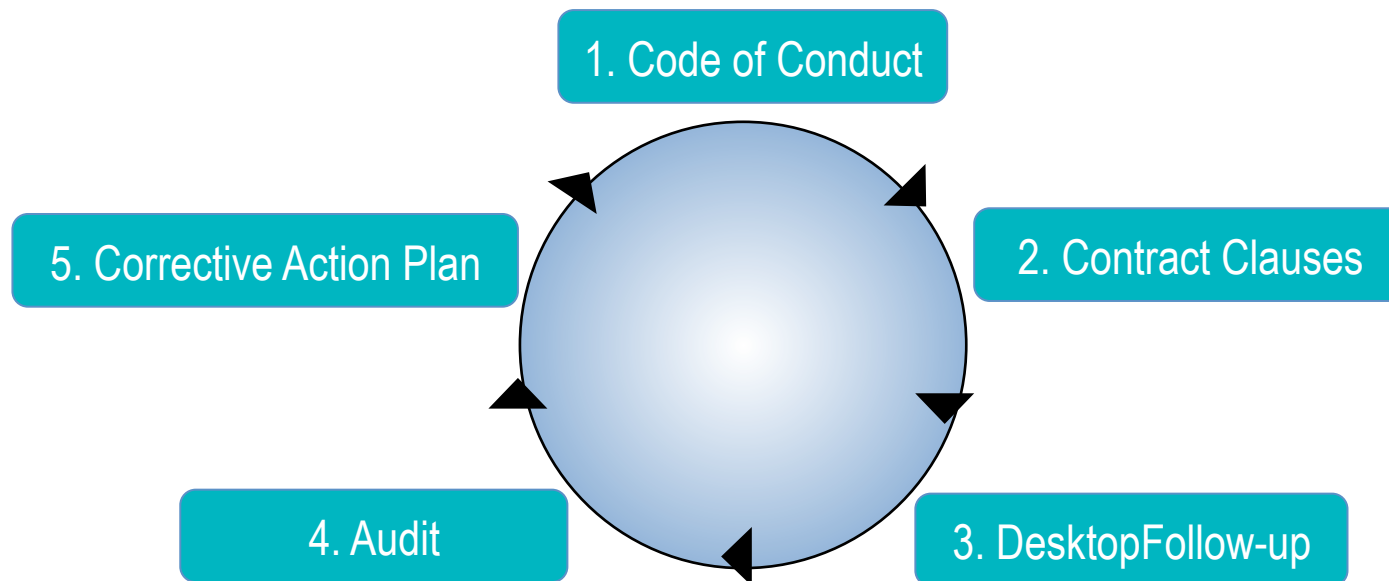 1. Code of Conduct
2. Contract Clauses
3. DesktopFollow-up
4. Audit
5. Corrective Action Plan